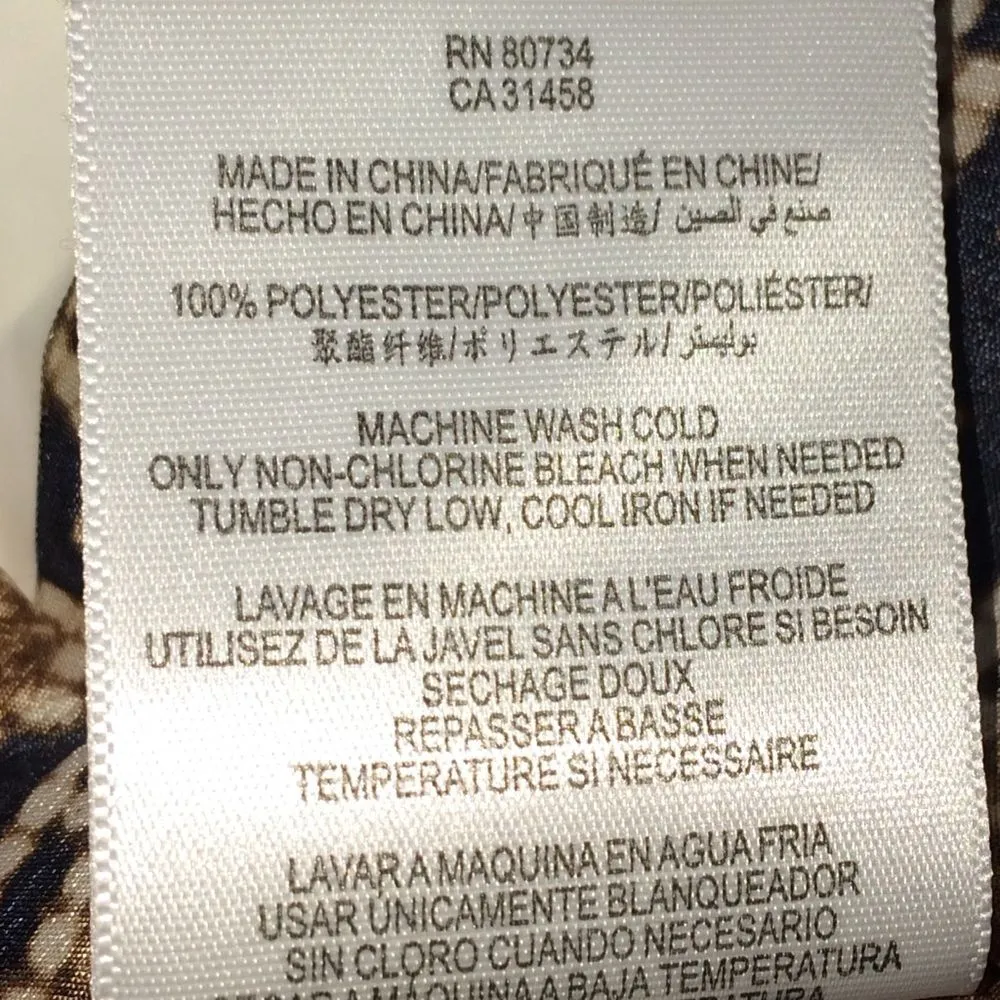 RN 80734
CA 31458
MADE IN CHINA/FABRIQUÉ EN CHINE/
HECHO EN CHINA/中国制造/ صنع في الصين
100% POLYESTER/POLYESTER/POLIÉSTER/
聚酯纤维/ポリエステル/ بوليستر
MACHINE WASH COLD
ONLY NON-CHLORINE BLEACH WHEN NEEDED
TUMBLE DRY LOW, COOL IRON IF NEEDED
LAVAGE EN MACHINE A L'EAU FROIDE
UTILISEZ DE LA JAVEL SANS CHLORE SI BESOIN
SECHAGE DOUX
REPASSER A BASSE
TEMPERATURE SI NECESSAIRE
LAVAR A MAQUINA EN AGUA FRIA
USAR ÚNICAMENTE BLANQUEADOR
SIN CLORO CUANDO NECESARIO
A MAQUINA A BAJA TEMPERATURA